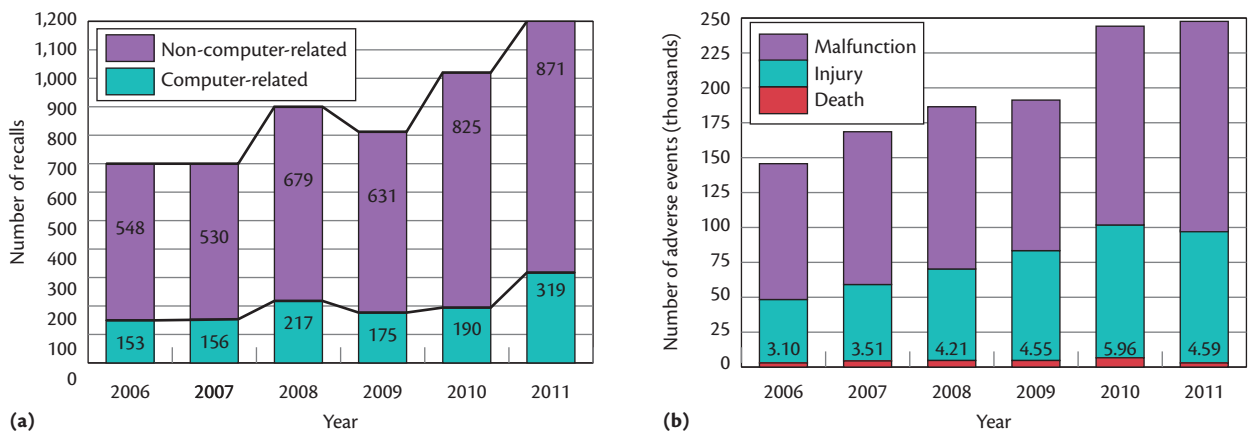 1,200
1,100
1,000
900
800
700
600
500
400
300
200
100
0
Number of recalls
Non-computer-related
Computer-related
548
530
679
631
825
871
153
156
217
175
190
319
2006 2007 2008 2009 2010 2011
(a)
Year
250
225
200
175
150
125
100
75
50
25
0
Number of adverse events (thousands)
Malfunction
Injury
Death
3.10 3.51 4.21 4.55 5.96 4.59
2006 2007 2008 2009 2010 2011
(b)
Year